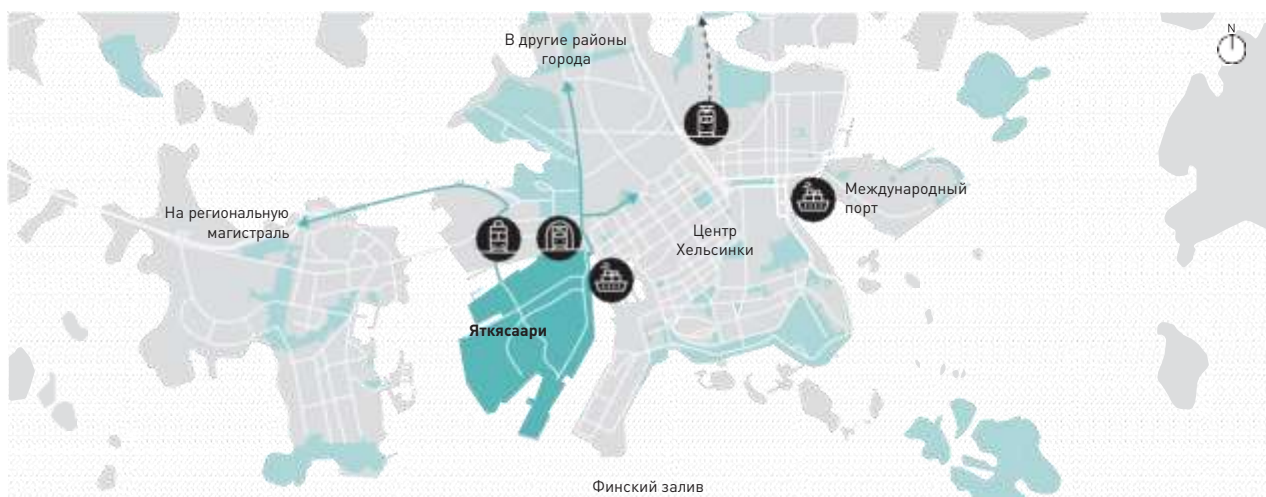 N
В другие районы
города
Международный
порт
На региональную
магистраль
Центр
Хельсинки
Яткясаари
Финский залив